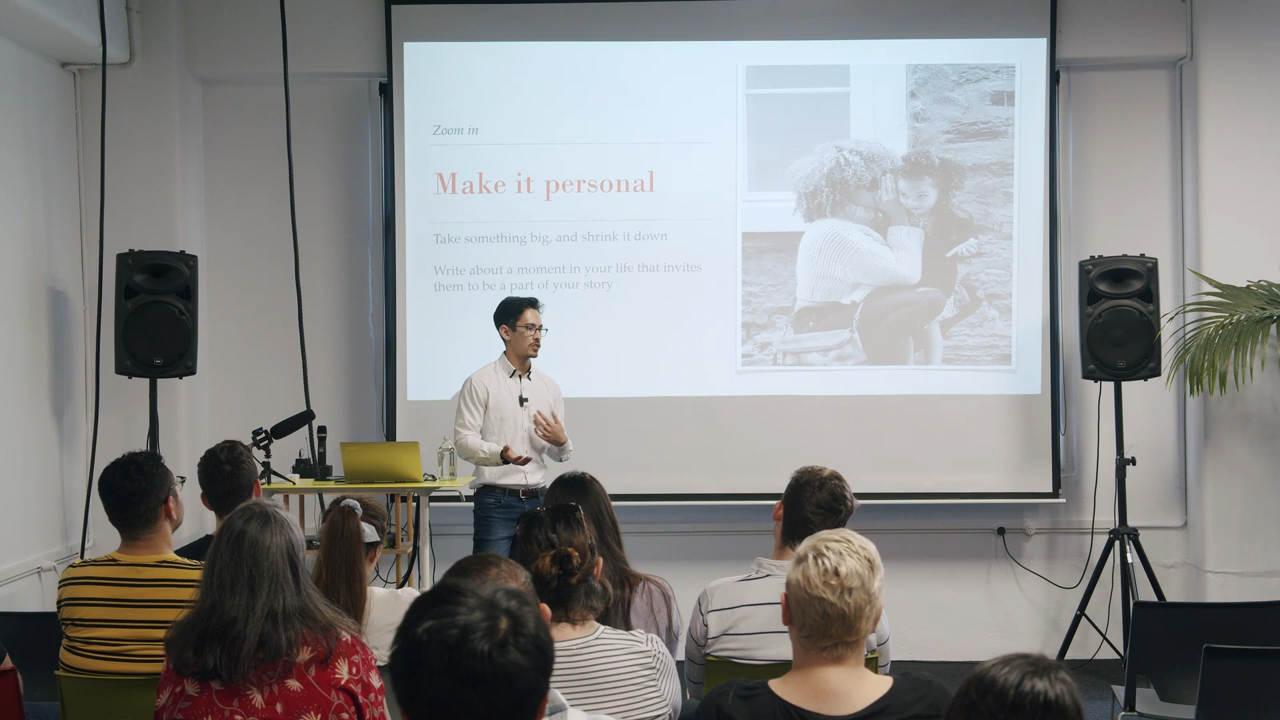 Zoom in
Make it personal
Take something big, and shrink it down
Write about a moment in your life that invites
them to be a part of your story